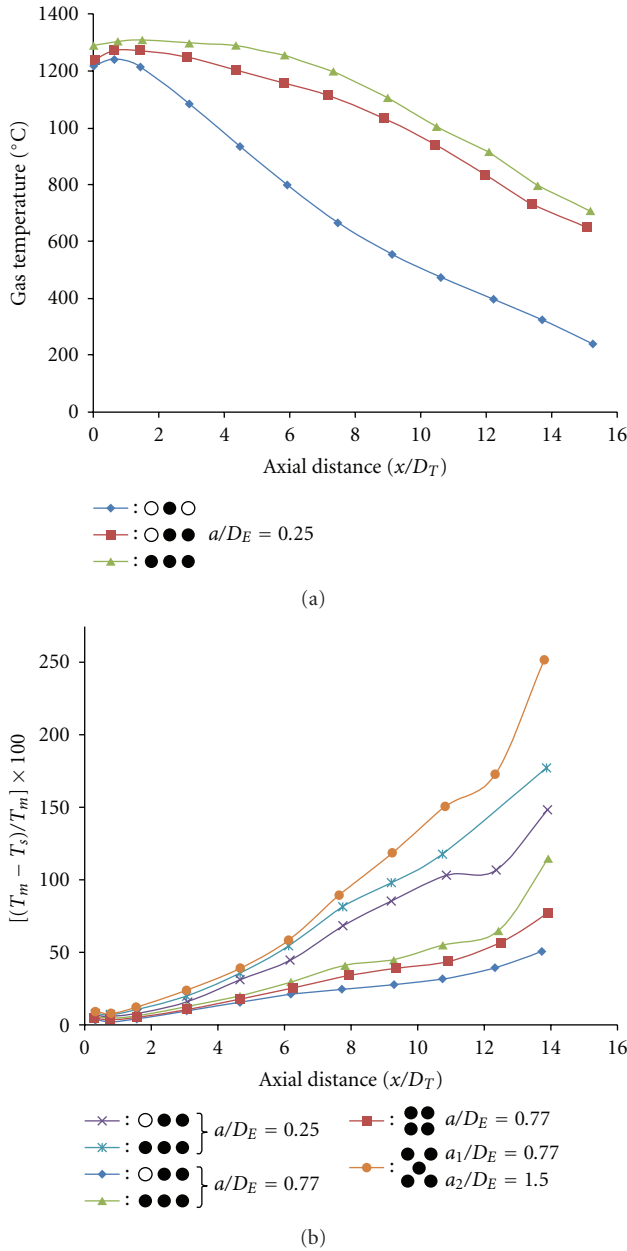 1400
1200
100
800
600
400
200
0
Gas temperature (°C)
0 2 4 6 8 10 12 14 16
Axial distance (x/D_T)
:
: a/D_E = 0.25
:
(a)
250
200
150
100
50
0
[(T_m − T_s)/T_m] × 100
0 2 4 6 8 10 12 14 16
Axial distance (x/D_T)
: a/D_E = 0.25
:
: a/D_E = 0.77
:
: a/D_E = 0.77
: a_1/D_E = 0.77
a_2/D_E = 1.5
(b)